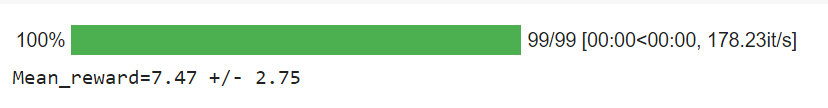 100% 99/99 [00:00<00:00, 178.23it/s]
Mean_reward=7.47 +/- 2.75